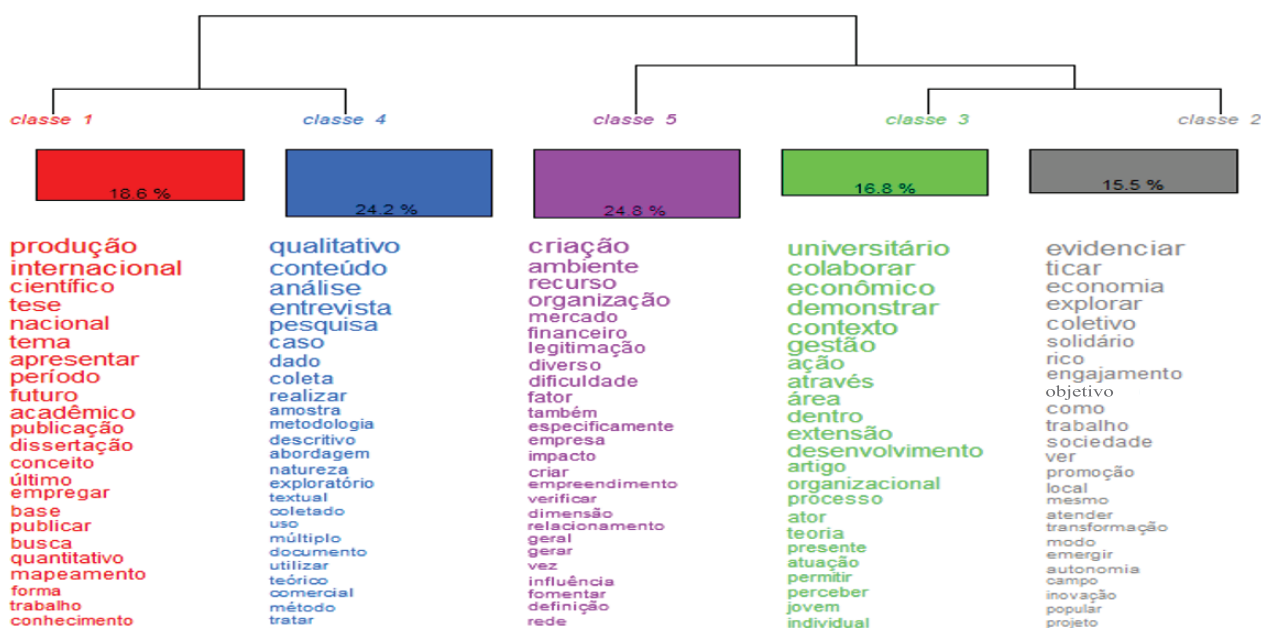 classe 1
classe 4
classe 5
classe 3
classe 2
18.6 %
24.2 %
24.8 %
16.8 %
15.5 %
produção
internacional
científico
tese
nacional
tema
apresentar
período
futuro
acadêmico
publicação
dissertação
conceito
último
empregar
base
publicar
busca
quantitativo
mapeamento
forma
trabalho
conhecimento
qualitativo
conteúdo
análise
entrevista
pesquisa
caso
dado
coleta
realizar
amostra
metodologia
descritivo
abordagem
natureza
exploratório
textual
coletado
uso
múltiplo
documento
utilizar
teórico
comercial
método
tratar
criação
ambiente
recurso
organização
mercado
financeiro
legitimação
diverso
dificuldade
fator
também
especificamente
empresa
impacto
criar
empreendimento
verificar
dimensão
relacionamento
geral
gerar
vez
influência
fomentar
definição
rede
universitário
colaborar
econômico
demonstrar
contexto
gestão
ação
através
área
dentro
extensão
desenvolvimento
artigo
organizacional
processo
ator
teoria
presente
atuação
permitir
perceber
jovem
individual
evidenciar
ticar
economia
explorar
coletivo
solidário
rico
engajamento
objetivo
como
trabalho
sociedade
ver
promoção
local
mesmo
atender
transformação
modo
emergir
autonomia
campo
inovação
popular
projeto